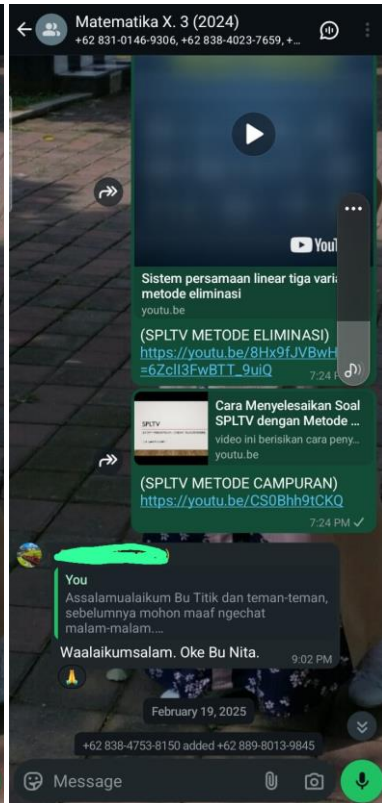 Matematika X. 3 (2024)
+62 831-0146-9306, +62 838-4023-7659, +...
YouT
Sistem persamaan linear tiga varia
metode eliminasi
youtu.be
(SPLTV METODE ELIMINASI)
https://youtu.be/8Hx9fJVBwH
=6ZclI3FwBTT_9uiQ
7:24
SPLTV
Cara Menyelesaikan Soal
SPLTV dengan Metode ...
video ini berisikan cara peny...
youtu.be
(SPLTV METODE CAMPURAN)
https://youtu.be/CS0Bhh9tCKQ
7:24 PM
You
Assalamualaikum Bu Titik dan teman-teman,
sebelumnya mohon maaf ngechat
malam-malam....
Waalaikumsalam. Oke Bu Nita.
9:02 PM
February 19, 2025
+62 838-4753-8150 added +62 889-8013-9845
Message